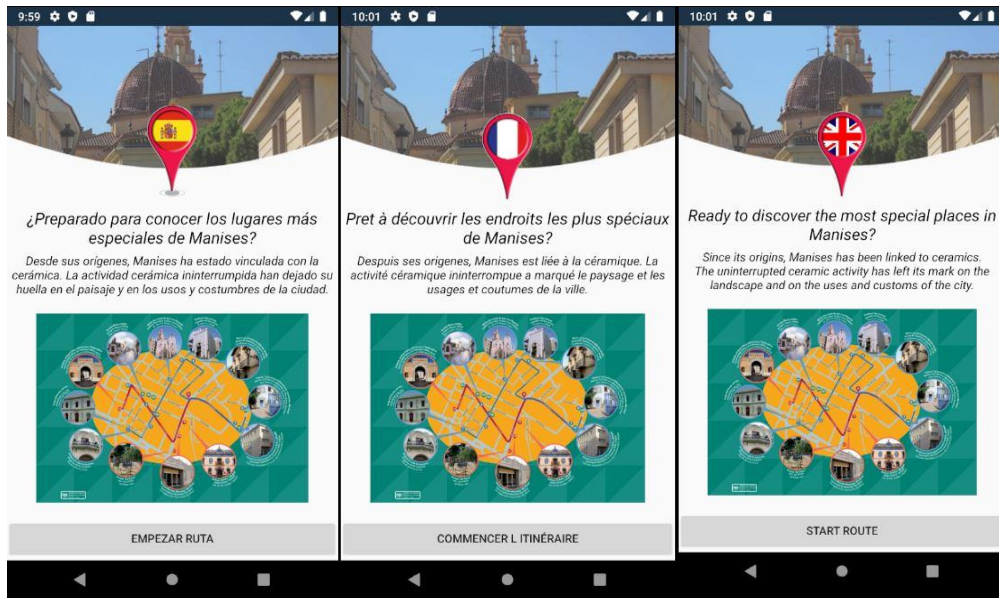 9:59
¿Preparado para conocer los lugares más
especiales de Manises?
Desde sus orígenes, Manises ha estado vinculada con la
cerámica. La actividad cerámica ininterrumpida han dejado su
huella en el paisaje y en los usos y costumbres de la ciudad.
EMPEZAR RUTA
10:01
Pret à découvrir les endroits les plus spéciaux
de Manises?
Depuis ses origenes, Manises est liée à la céramique. La
activité céramique ininterrompue a marqué le paysage et les
usages et coutumes de la ville.
COMMENCER L ITINÉRAIRE
10:01
Ready to discover the most special places in
Manises?
Since its origins, Manises has been linked to ceramics.
The uninterrupted ceramic activity has left its mark on the
landscape and on the uses and customs of the city.
START ROUTE